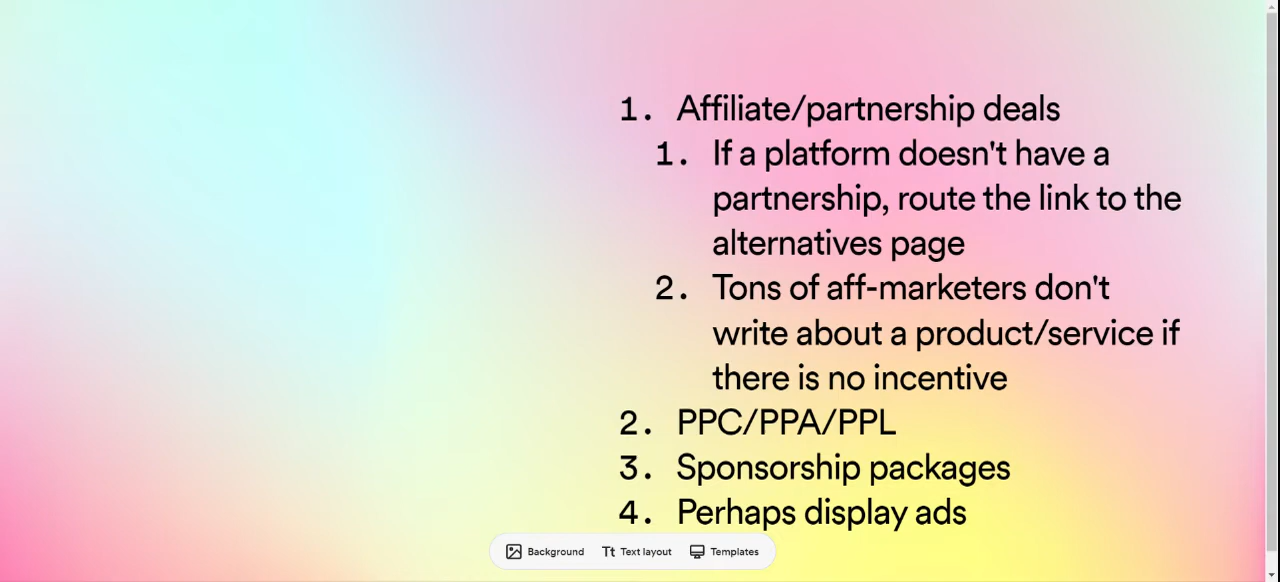 1. Affiliate/partnership deals
1. If a platform doesn't have a
partnership, route the link to the
alternatives page
2. Tons of aff-marketers don't
write about a product/service if
there is no incentive
2. PPC/PPA/PPL
3. Sponsorship packages
4. Perhaps display ads
Background Tt Text layout Templates